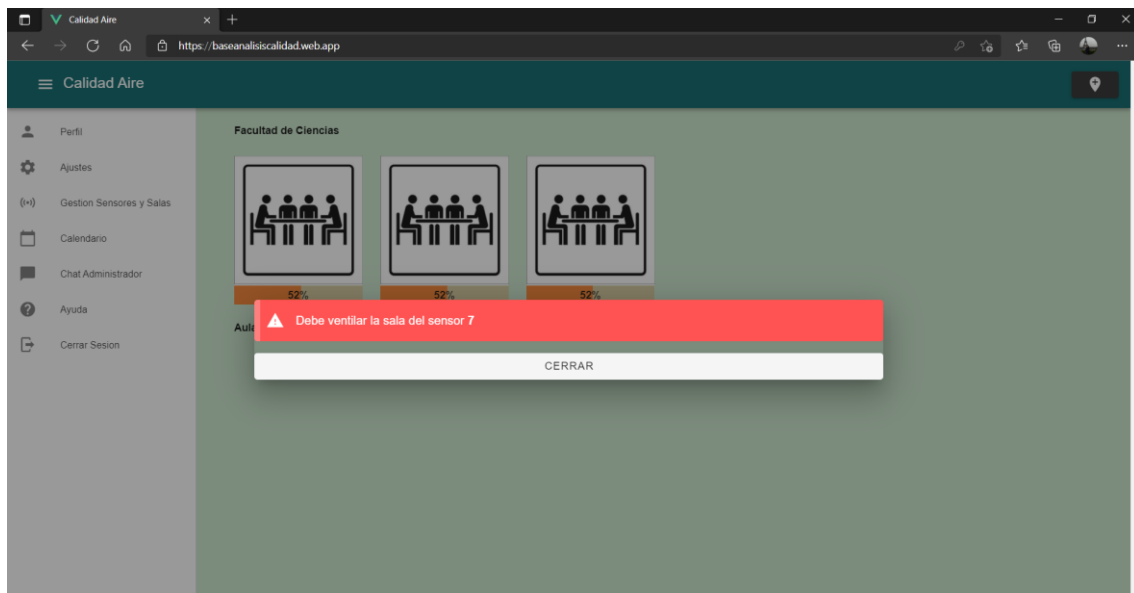 Calidad Aire
https://baseanalisiscalidad.web.app
Calidad Aire
Perfil
Ajustes
Gestion Sensores y Salas
Calendario
Chat Administrador
Ayuda
Cerrar Sesion
Facultad de Ciencias
52% 52% 52%
Aula
Debe ventilar la sala del sensor 7
CERRAR